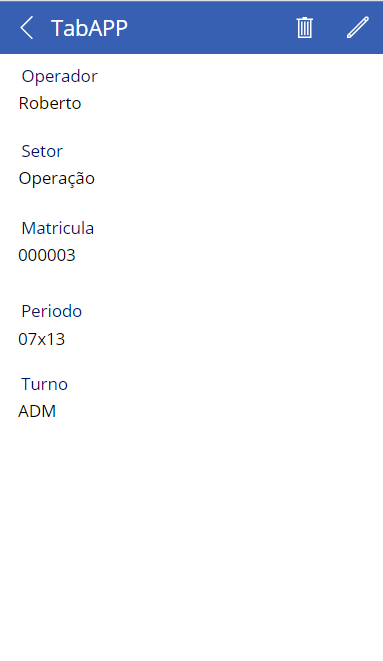 TabAPP
Operador
Roberto
Setor
Operação
Matricula
000003
Periodo
07x13
Turno
ADM